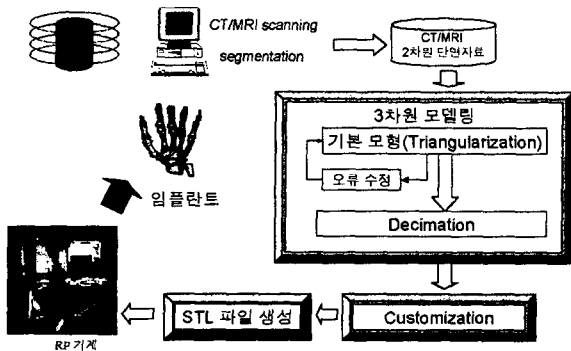 CT/MRI scanning
segmentation
CT/MRI
2차원 단면자료
3차원 모델링
기본 모형(Triangularization)
오류 수정
Decimation
Customization
STL 파일 생성
RP 기계
임플란트